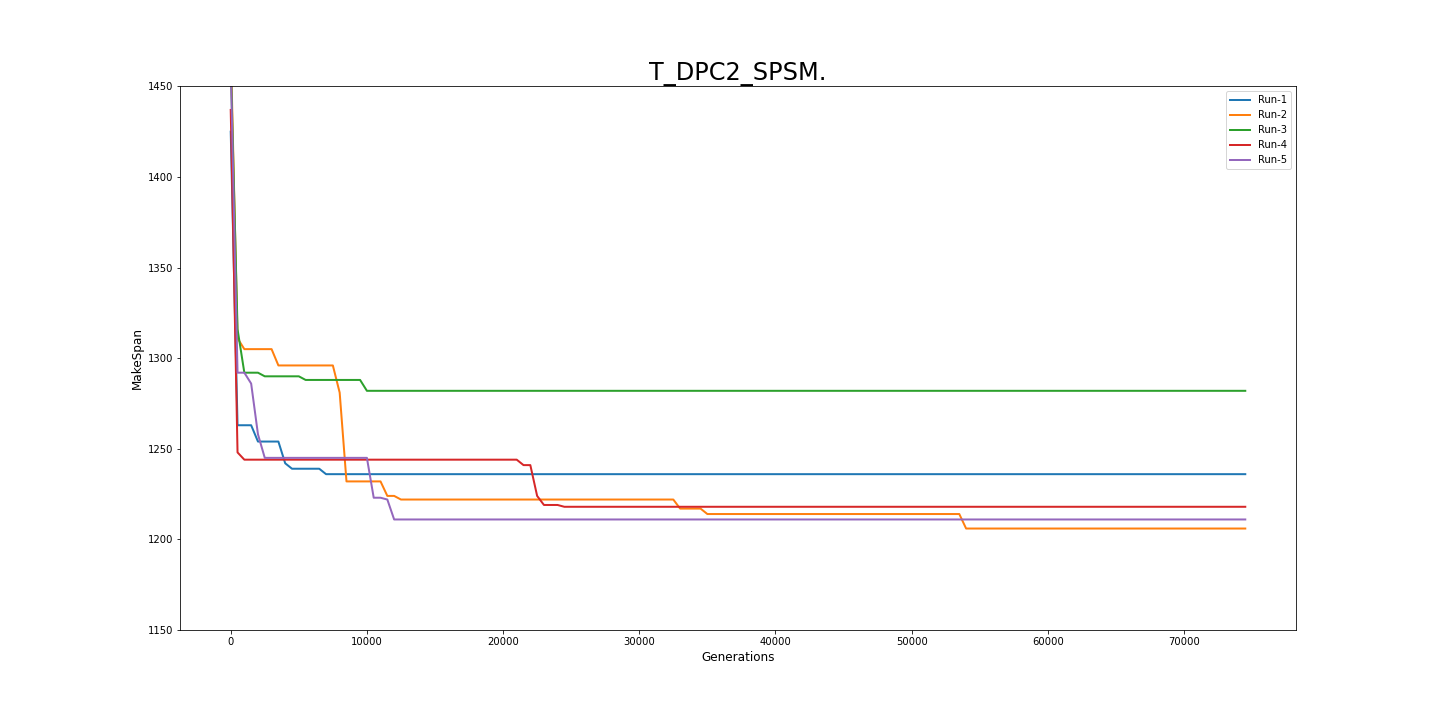 T_DPC2_SPSM.
1450
1400
1350
1300
1250
1200
1150
MakeSpan
Run-1
Run-2
Run-3
Run-4
Run-5
0 10000 20000 30000 40000 50000 60000 70000
Generations